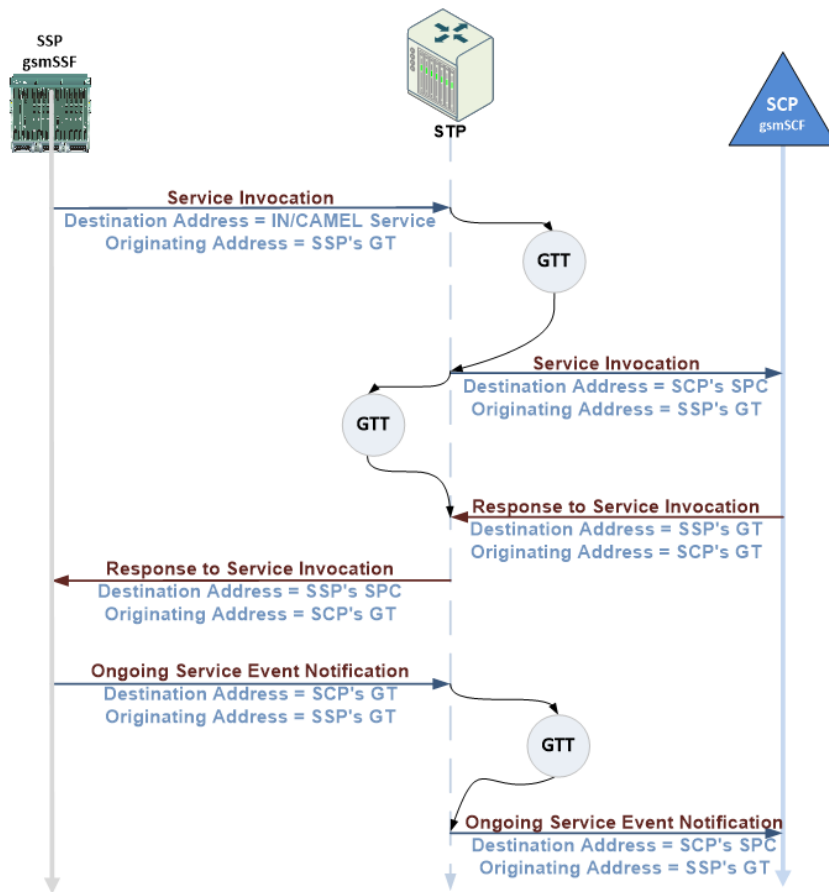 SSP
gsmSSF
STP
SCP
gsmSCF
Service Invocation
Destination Address = IN/CAMEL Service
Originating Address = SSP's GT
GTT
Service Invocation
Destination Address = SCP's SPC
Originating Address = SSP's GT
GTT
Response to Service Invocation
Destination Address = SSP's GT
Originating Address = SCP's GT
Response to Service Invocation
Destination Address = SSP's SPC
Originating Address = SCP's GT
Ongoing Service Event Notification
Destination Address = SCP's GT
Originating Address = SSP's GT
GTT
Ongoing Service Event Notification
Destination Address = SCP's SPC
Originating Address = SSP's GT